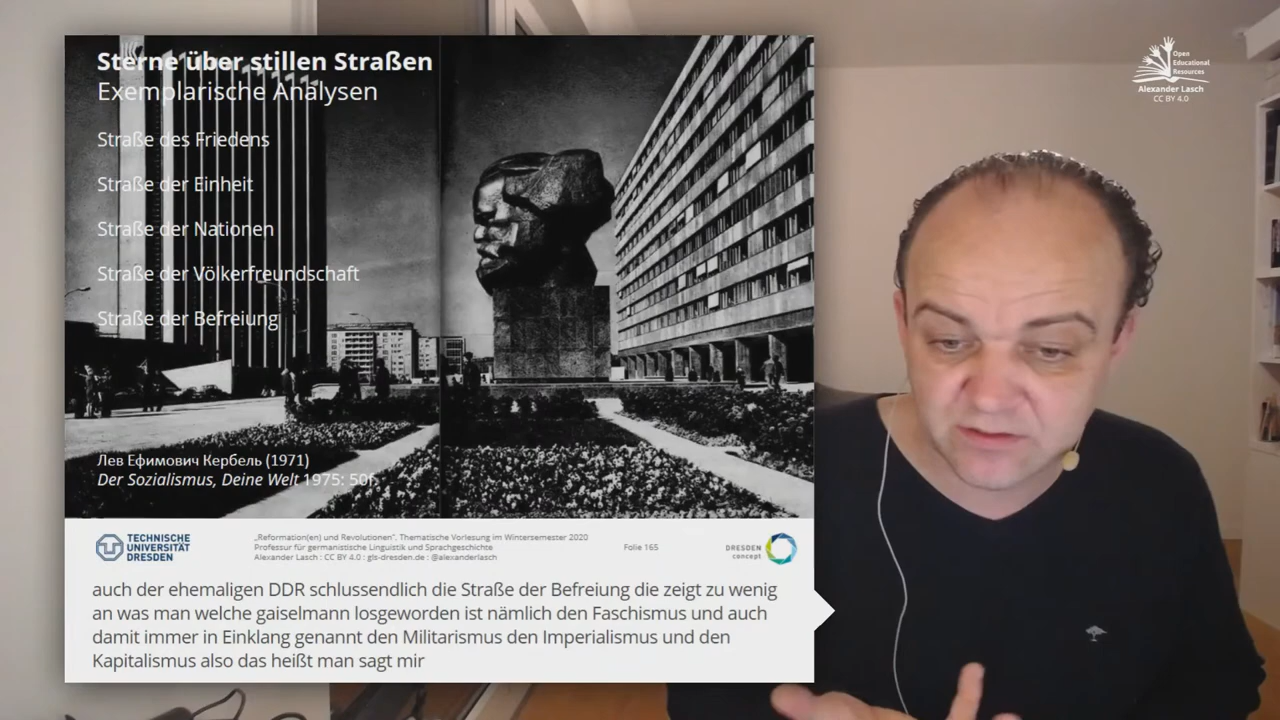 Sterne über stillen Straßen
Exemplarische Analysen
Straße des Friedens
Straße der Einheit
Straße der Nationen
Straße der Völkerfreundschaft
Straße der Befreiung
Лев Ефимович Кербель (1971)
Der Sozialismus, Deine Welt 1975: 50f.
TECHNISCHE
UNIVERSITÄT
DRESDEN
„Reformation(en) und Revolutionen“. Thematische Vorlesung im Wintersemester 2020
Professur für germanistische Linguistik und Sprachgeschichte
Alexander Lasch : CC BY 4.0 : gls-dresden.de : @alexanderlasch
Folie 165
DRESDEN
concept
auch der ehemaligen DDR schlussendlich die Straße der Befreiung die zeigt zu wenig
an was man welche gaiselmann losgeworden ist nämlich den Faschismus und auch
damit immer in Einklang genannt den Militarismus den Imperialismus und den
Kapitalismus also das heißt man sagt mir
Open
Educational
Resources
Alexander Lasch
CC BY 4.0